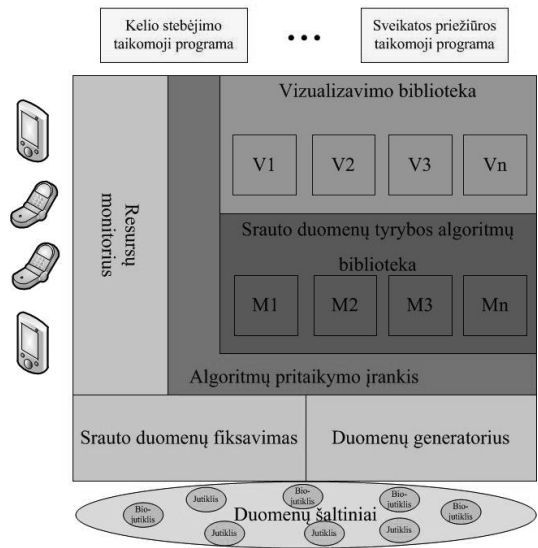 Kelio stebėjimo
taikomoji programa
Sveikatos priežiūros
taikomoji programa
Vizualizavimo biblioteka
V1 V2 V3 Vn
Resursų
monitorius
Srauto duomenų tyrybos algoritmų
biblioteka
M1 M2 M3 Mn
Algoritmų pritaikymo įrankis
Srauto duomenų fiksavimas
Duomenų generatorius
Jutiklis
Bio-
jutiklis
Bio-
jutiklis
Bio-
jutiklis
Bio-
jutiklis
Duomenų šaltiniai
Jutiklis
Jutiklis
Jutiklis